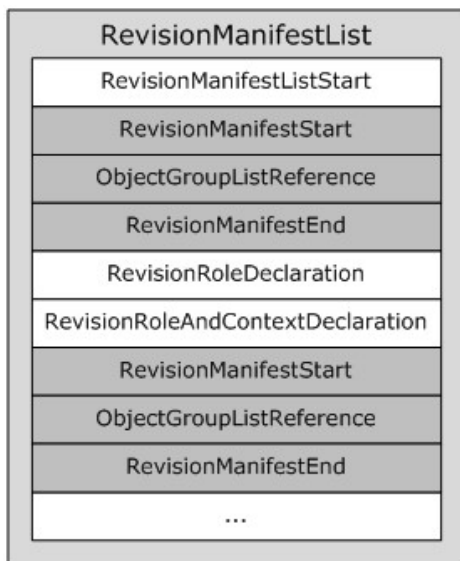 RevisionManifestList
RevisionManifestListStart
RevisionManifestStart
ObjectGroupListReference
RevisionManifestEnd
RevisionRoleDeclaration
RevisionRoleAndContextDeclaration
RevisionManifestStart
ObjectGroupListReference
RevisionManifestEnd
...